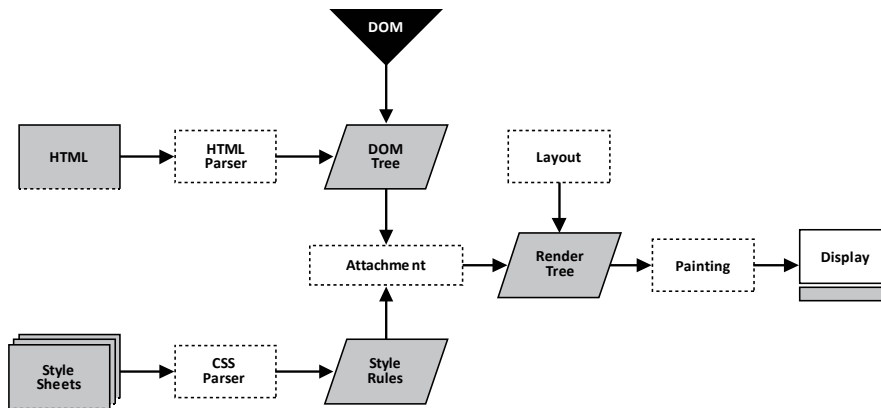 DOM
HTML
HTML
Parser
DOM
Tree
Layout
Attachment
Render
Tree
Painting
Display
Style
Sheets
CSS
Parser
Style
Rules